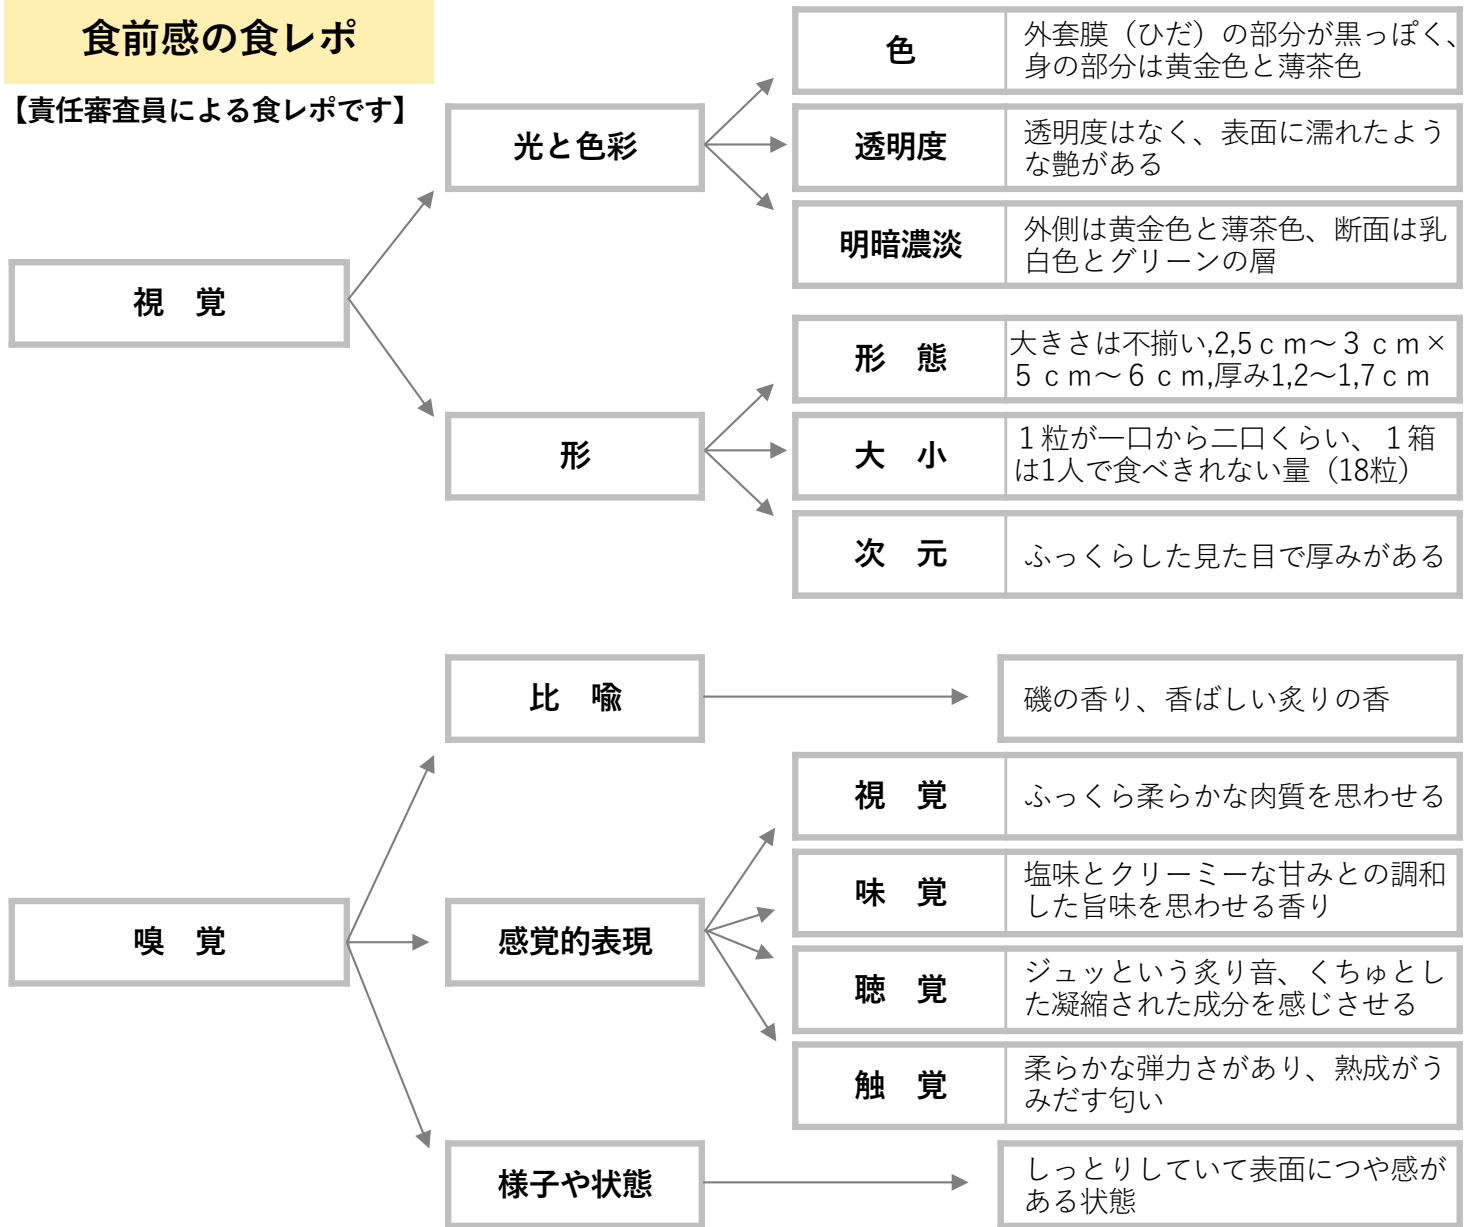 食前感の食レポ
【責任審査員による食レポです】
視　覚
光と色彩
色
外套膜（ひだ）の部分が黒っぽく、
身の部分は黄金色と薄茶色
透明度
透明度はなく、表面に濡れたよう
な艶がある
明暗濃淡
外側は黄金色と薄茶色、断面は乳
白色とグリーンの層
形
形　態
大きさは不揃い,2,5ｃｍ～３ｃｍ×
５ｃｍ～６ｃｍ,厚み1,2～1,7ｃｍ
大　小
１粒が一口から二口くらい、１箱
は1人で食べきれない量（18粒）
次　元
ふっくらした見た目で厚みがある
嗅　覚
比　喩
磯の香り、香ばしい炙りの香
感覚的表現
視　覚
ふっくら柔らかな肉質を思わせる
味　覚
塩味とクリーミーな甘みとの調和
した旨味を思わせる香り
聴　覚
ジュッという炙り音、くちゅとし
た凝縮された成分を感じさせる
触　覚
柔らかな弾力さがあり、熟成がう
みだす匂い
様子や状態
しっとりしていて表面につや感が
ある状態